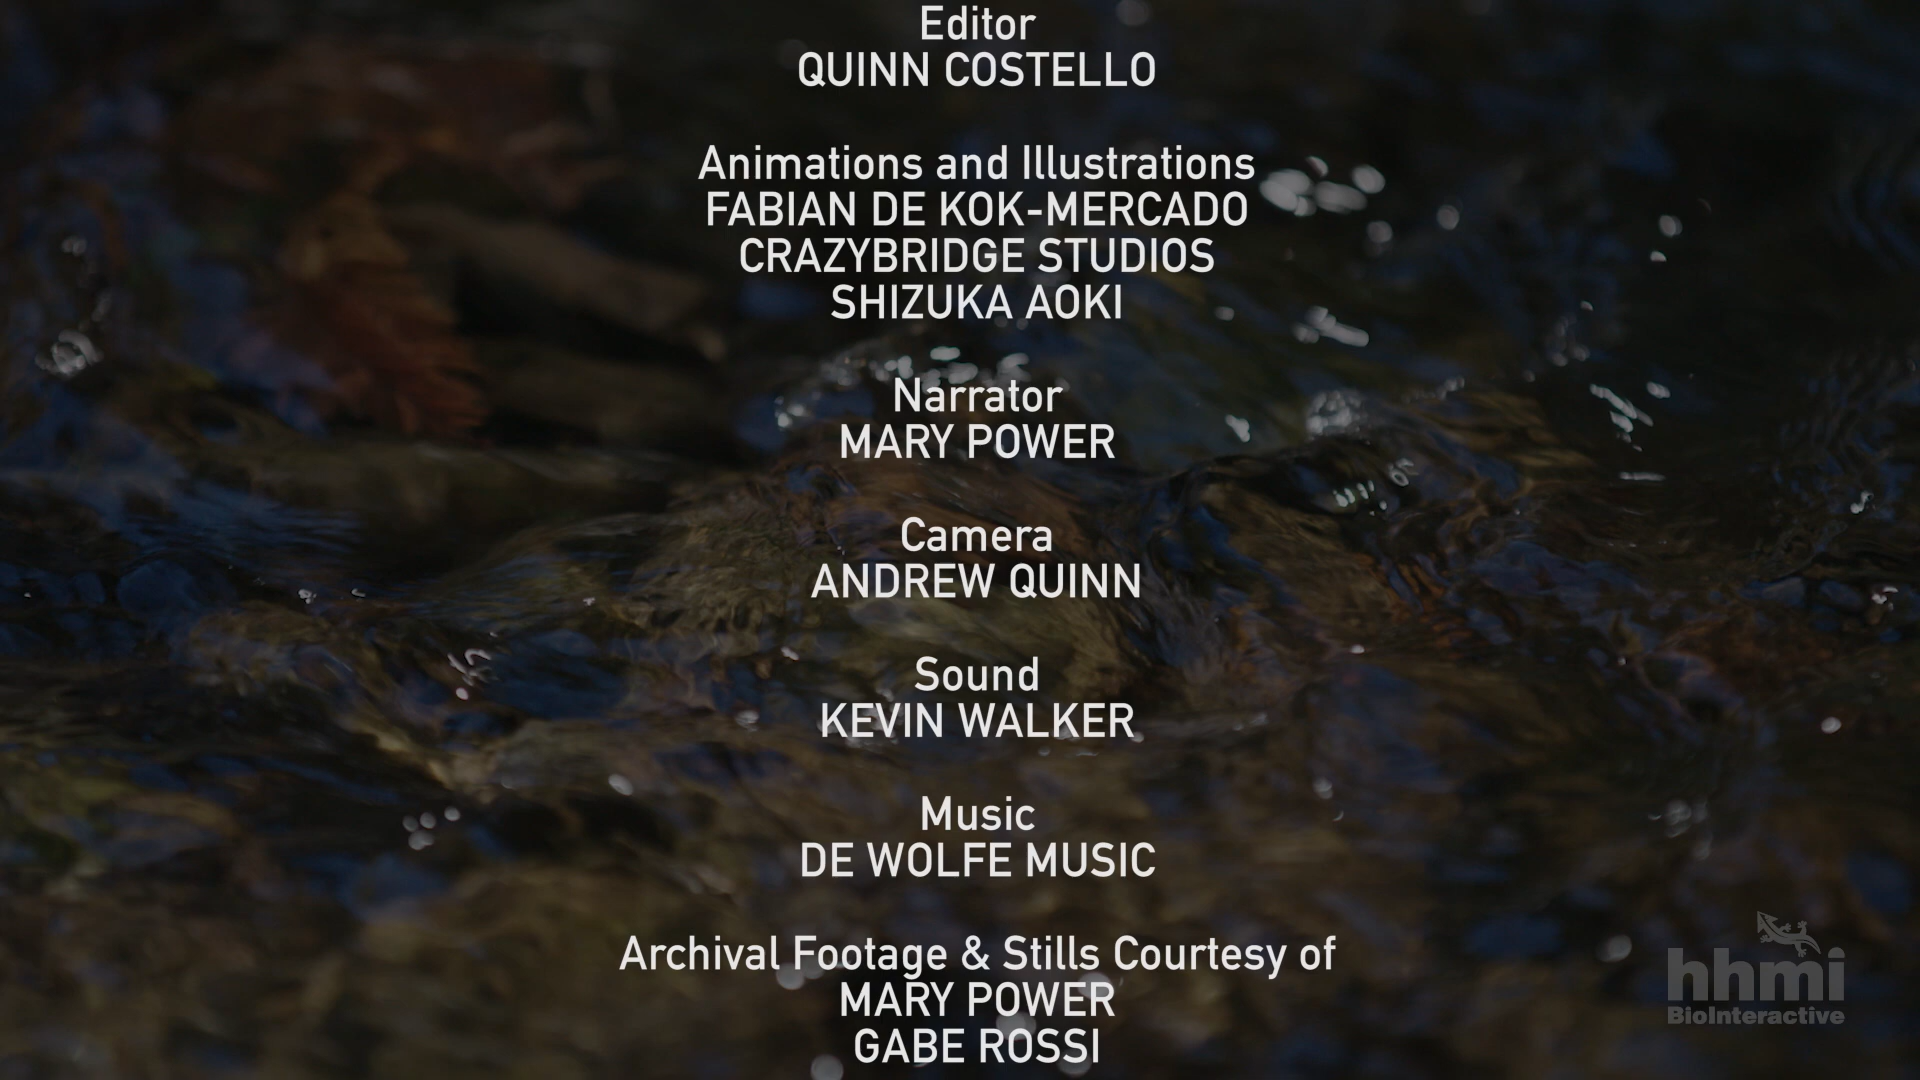 Editor
QUINN COSTELLO
Animations and Illustrations
FABIAN DE KOK-MERCADO
CRAZYBRIDGE STUDIOS
SHIZUKA AOKI
Narrator
MARY POWER
Camera
ANDREW QUINN
Sound
KEVIN WALKER
Music
DE WOLFE MUSIC
Archival Footage & Stills Courtesy of
MARY POWER
GABE ROSSI
hhmi
BioInteractive